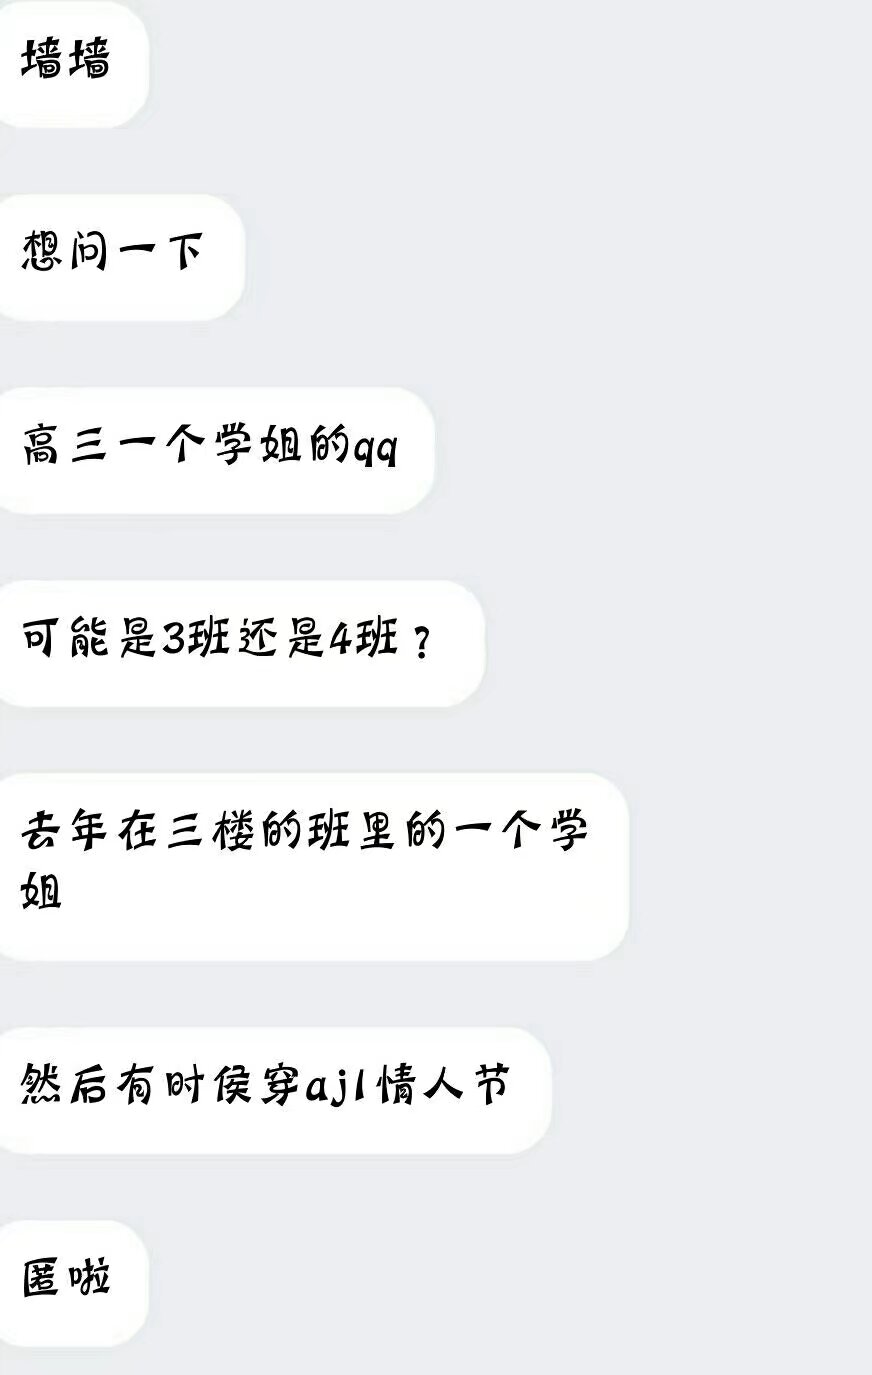 墙墙
想问一下
高三一个学姐的qq
可能是3班还是4班？
去年在三楼的班里的一个学
姐
然后有时侯穿aj1情人节
匿啦